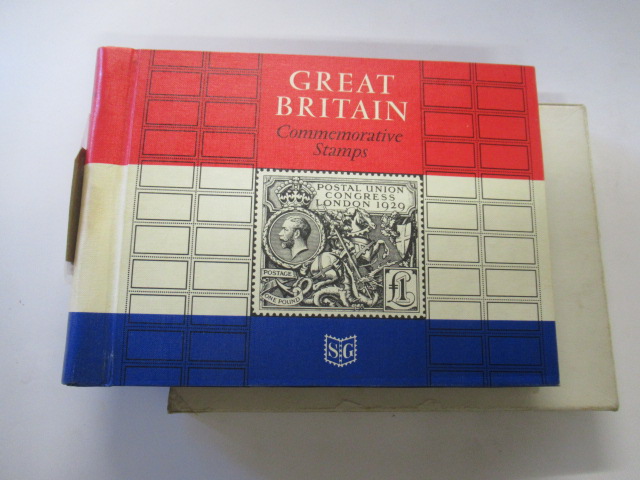 GREAT
BRITAIN
Commemorative
Stamps
POSTAL UNION
CONGRESS
LONDON 1929
POSTAGE
ONE POUND
£1
SG